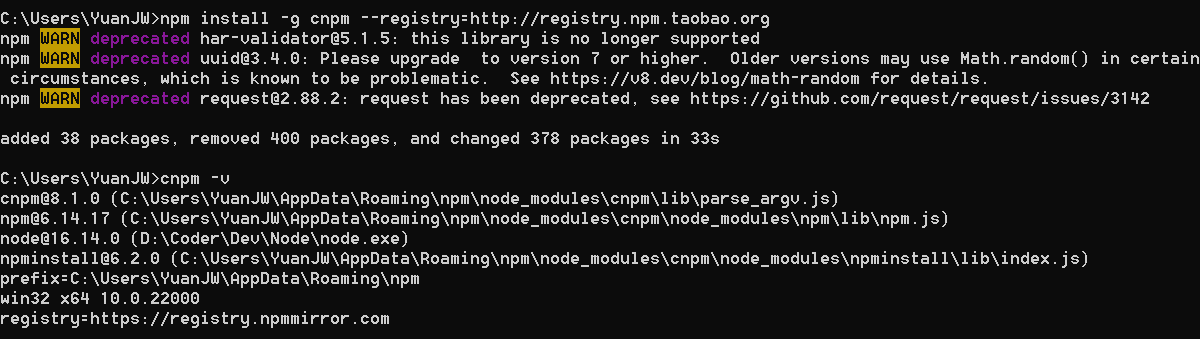 C:\Users\YuanJW>npm install -g cnpm --registry=http://registry.npm.taobao.org
npm WARN deprecated har-validator@5.1.5: this library is no longer supported
npm WARN deprecated uuid@3.4.0: Please upgrade  to version 7 or higher.  Older versions may use Math.random() in certain
 circumstances, which is known to be problematic.  See https://v8.dev/blog/math-random for details.
npm WARN deprecated request@2.88.2: request has been deprecated, see https://github.com/request/request/issues/3142
added 38 packages, removed 400 packages, and changed 378 packages in 33s
C:\Users\YuanJW>cnpm -v
cnpm@8.1.0 (C:\Users\YuanJW\AppData\Roaming\npm\node_modules\cnpm\lib\parse_argv.js)
npm@6.14.17 (C:\Users\YuanJW\AppData\Roaming\npm\node_modules\cnpm\node_modules\npm\lib\npm.js)
node@16.14.0 (D:\Coder\Dev\Node\node.exe)
npminstall@6.2.0 (C:\Users\YuanJW\AppData\Roaming\npm\node_modules\cnpm\node_modules\npminstall\lib\index.js)
prefix=C:\Users\YuanJW\AppData\Roaming\npm
win32 x64 10.0.22000
registry=https://registry.npmmirror.com